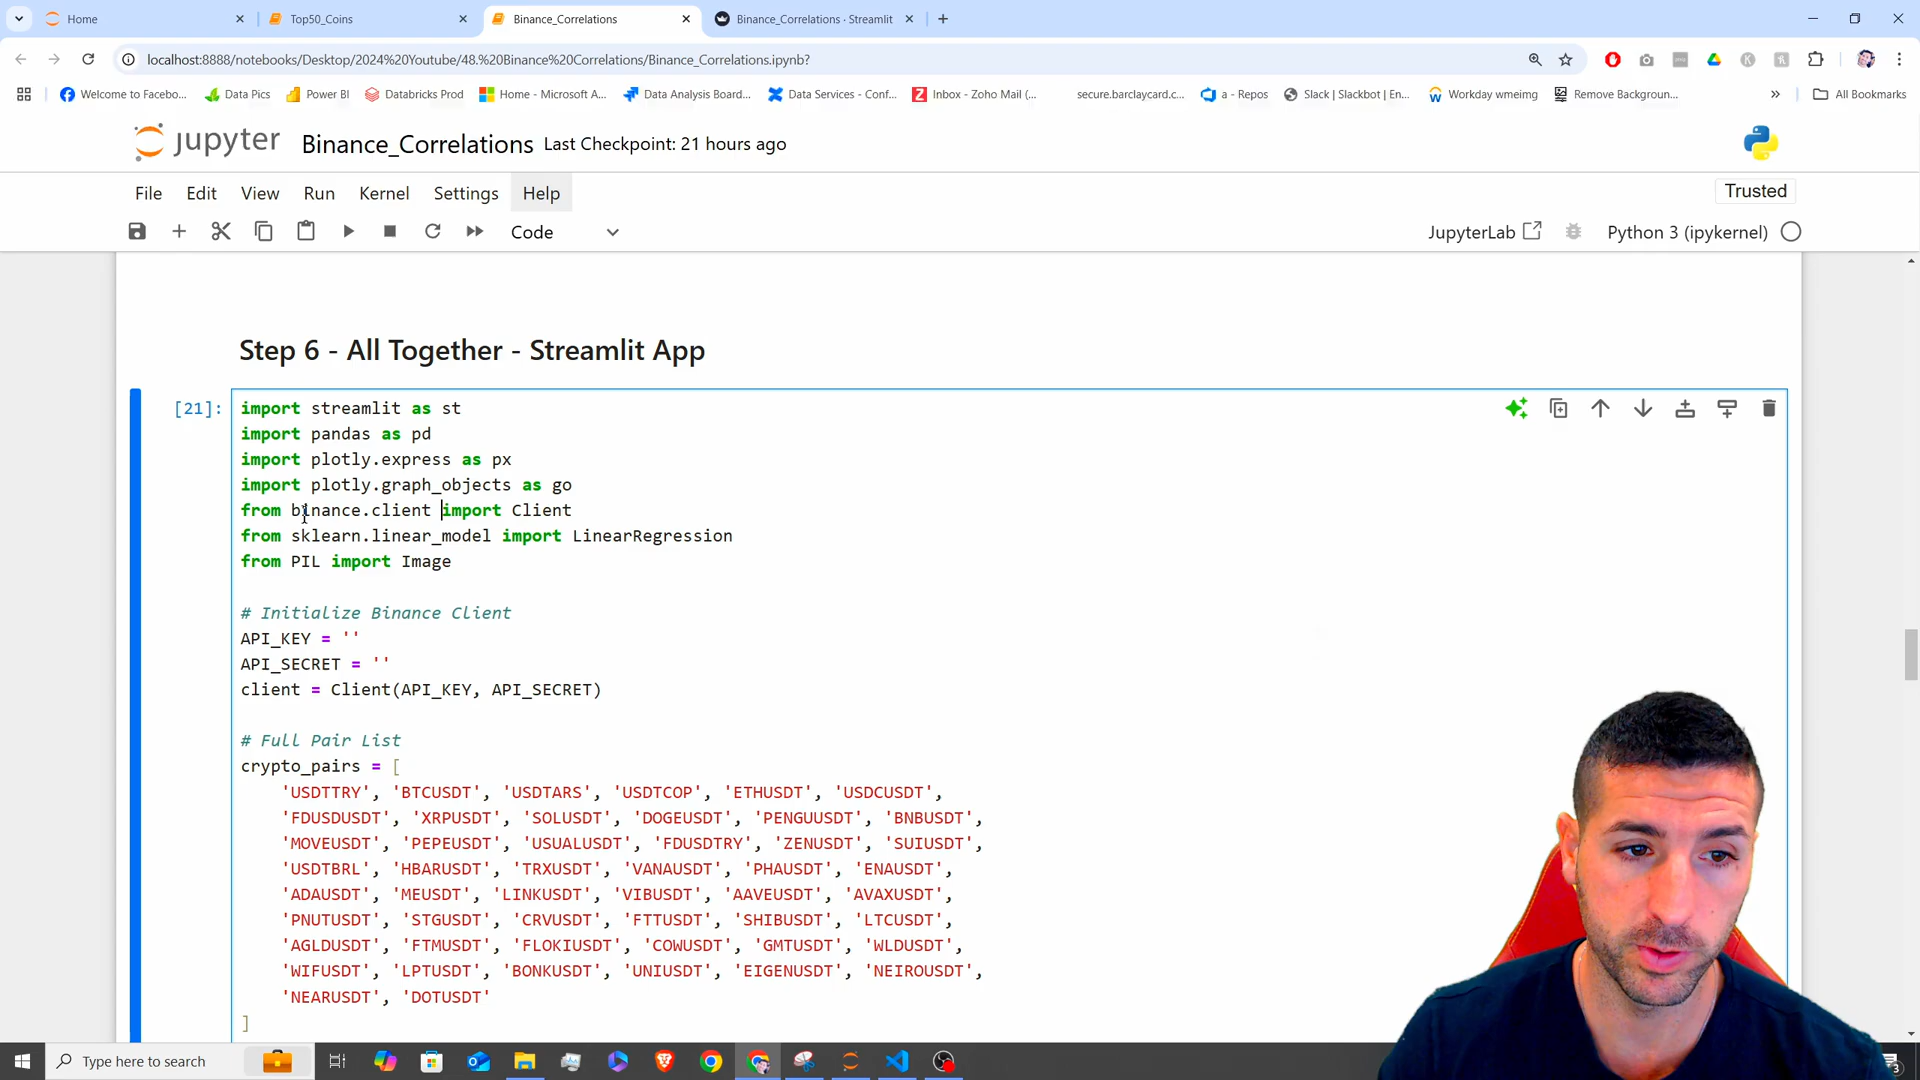 Home
Top50_Coins
Binance_Correlations
Binance_Correlations · Streamlit
localhost:8888/notebooks/Desktop/2024%20Youtube/48.%20Binance%20Correlations/Binance_Correlations.ipynb?
Welcome to Facebo...
Data Pics
Power BI
Databricks Prod
Home - Microsoft A...
Data Analysis Board...
Data Services - Conf...
Inbox - Zoho Mail (...
secure.barclaycard.c...
a - Repos
Slack | Slackbot | En...
Workday wmeimg
Remove Backgroun...
All Bookmarks
jupyter
Binance_Correlations
Last Checkpoint: 21 hours ago
File
Edit
View
Run
Kernel
Settings
Help
Trusted
Code
JupyterLab
Python 3 (ipykernel)
Step 6 - All Together - Streamlit App
[21]:
import streamlit as st
import pandas as pd
import plotly.express as px
import plotly.graph_objects as go
from binance.client import Client
from sklearn.linear_model import LinearRegression
from PIL import Image
# Initialize Binance Client
API_KEY = ''
API_SECRET = ''
client = Client(API_KEY, API_SECRET)
# Full Pair List
crypto_pairs = [
'USDTTRY', 'BTCUSDT', 'USDTARS', 'USDTCOP', 'ETHUSDT', 'USDCUSDT',
'FDUSDUSDT', 'XRPUSDT', 'SOLUSDT', 'DOGEUSDT', 'PENGUUSDT', 'BNBUSDT',
'MOVEUSDT', 'PEPEUSDT', 'USUALUSDT', 'FDUSDTRY', 'ZENUSDT', 'SUIUSDT',
'USDTBRL', 'HBARUSDT', 'TRXUSDT', 'VANAUSDT', 'PHAUSDT', 'ENAUSDT',
'ADAUSDT', 'MEUSDT', 'LINKUSDT', 'VIBUSDT', 'AAVEUSDT', 'AVAXUSDT',
'PNUTUSDT', 'STGUSDT', 'CRVUSDT', 'FTTUSDT', 'SHIBUSDT', 'LTCUSDT',
'AGLDUSDT', 'FTMUSDT', 'FLOKIUSDT', 'COWUSDT', 'GMTUSDT', 'WLDUSDT',
'WIFUSDT', 'LPTUSDT', 'BONKUSDT', 'UNIUSDT', 'EIGENUSDT', 'NEIROUSDT',
'NEARUSDT', 'DOTUSDT'
]
Type here to search
3